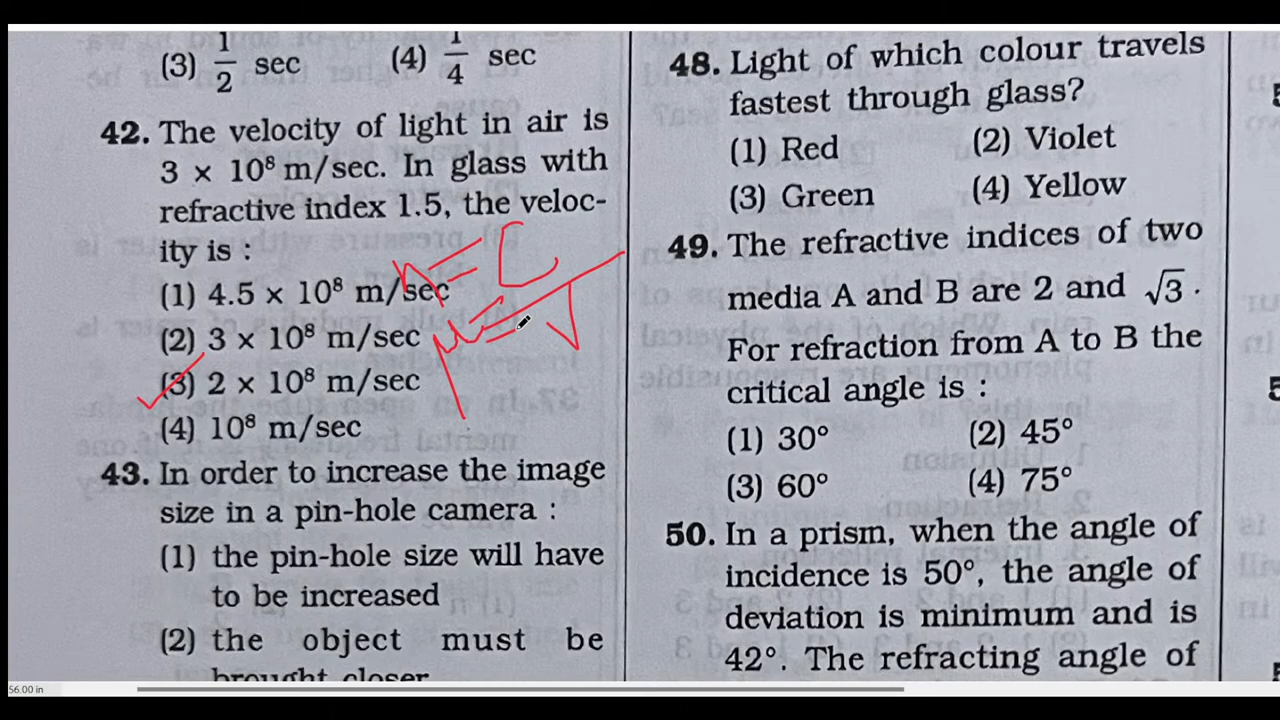 (3) 1/2 sec (4) 1/4 sec
42. The velocity of light in air is
3 × 10⁸ m/sec. In glass with
refractive index 1.5, the veloc-
ity is :
(1) 4.5 × 10⁸ m/sec
(2) 3 × 10⁸ m/sec
(3) 2 × 10⁸ m/sec
(4) 10⁸ m/sec
43. In order to increase the image
size in a pin-hole camera :
(1) the pin-hole size will have
to be increased
(2) the object must be
brought closer
48. Light of which colour travels
fastest through glass?
(1) Red (2) Violet
(3) Green (4) Yellow
49. The refractive indices of two
media A and B are 2 and √3 .
For refraction from A to B the
critical angle is :
(1) 30° (2) 45°
(3) 60° (4) 75°
50. In a prism, when the angle of
incidence is 50°, the angle of
deviation is minimum and is
42°. The refracting angle of
56.00 in